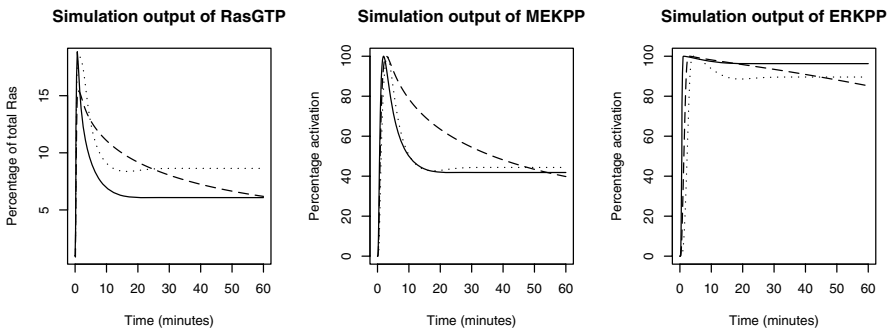 Simulation output of RasGTP
Percentage of total Ras
15
10
5
0 10 20 30 40 50 60
Time (minutes)
Simulation output of MEKPP
Percentage activation
100
80
60
40
20
0
0 10 20 30 40 50 60
Time (minutes)
Simulation output of ERKPP
Percentage activation
100
80
60
40
20
0
0 10 20 30 40 50 60
Time (minutes)